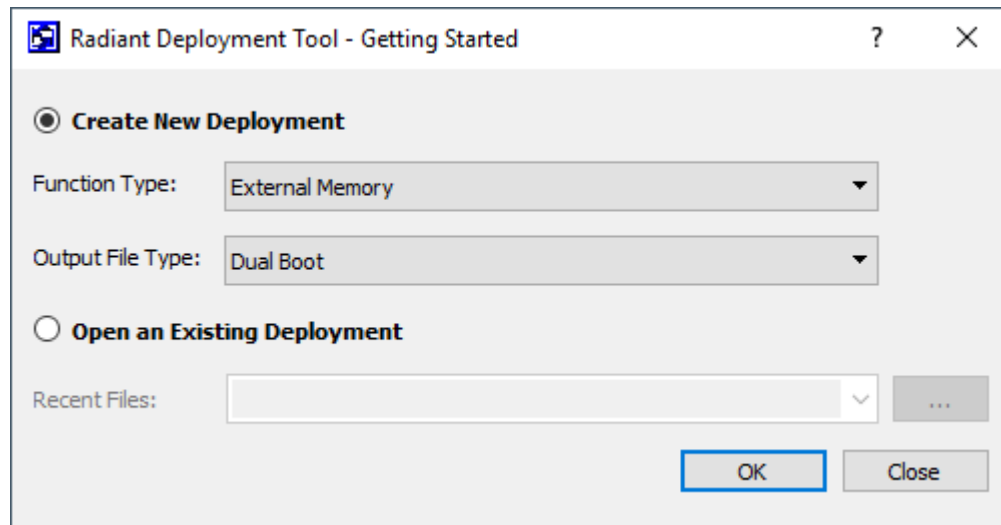 Radiant Deployment Tool - Getting Started
?
Create New Deployment
Function Type: External Memory
Output File Type: Dual Boot
Open an Existing Deployment
Recent Files: ...
OK Close